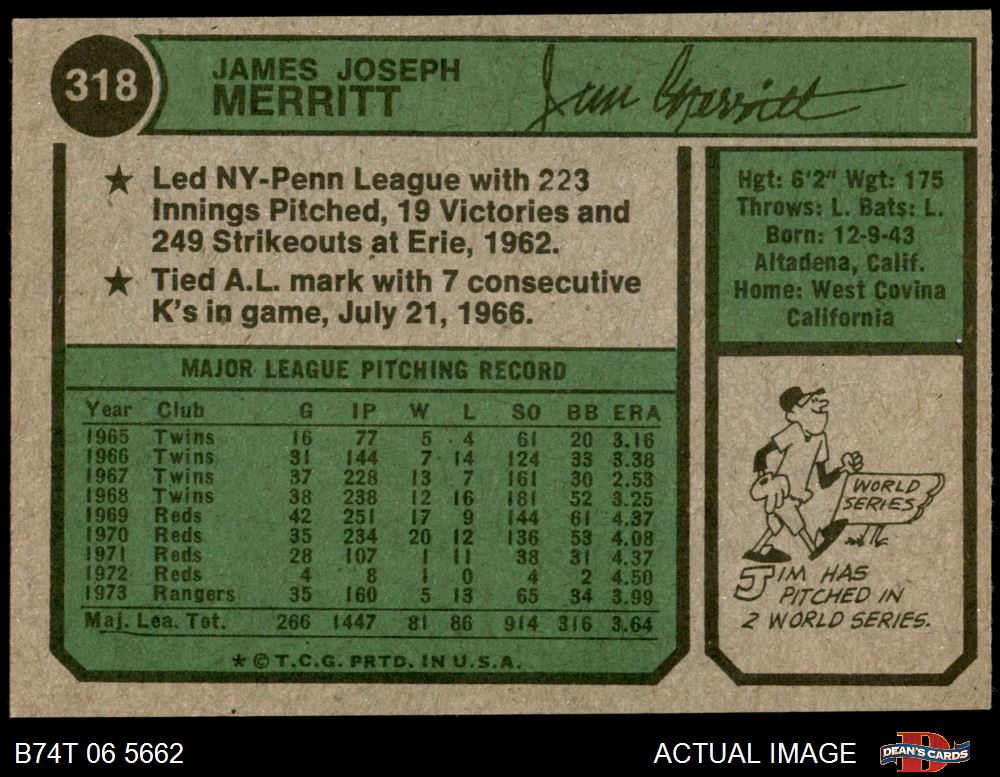 318
JAMES JOSEPH
MERRITT
Jim Merritt
★ Led NY-Penn League with 223
Innings Pitched, 19 Victories and
249 Strikeouts at Erie, 1962.
★ Tied A.L. mark with 7 consecutive
K's in game, July 21, 1966.
MAJOR LEAGUE PITCHING RECORD
Year Club G IP W L SO BB ERA
1965 Twins 16 77 5 4 61 20 3.16
1966 Twins 31 144 7 14 124 33 3.38
1967 Twins 37 228 13 7 161 30 2.53
1968 Twins 38 238 12 16 181 52 3.25
1969 Reds 42 251 17 9 144 61 4.37
1970 Reds 35 234 20 12 136 53 4.08
1971 Reds 28 107 1 11 38 31 4.37
1972 Reds 4 8 1 0 4 2 4.50
1973 Rangers 35 160 5 13 65 34 3.99
Maj. Lea. Tot. 266 1447 81 86 914 316 3.64
* © T.C.G. PRTD. IN U.S.A.
Hgt: 6'2" Wgt: 175
Throws: L. Bats: L.
Born: 12-9-43
Altadena, Calif.
Home: West Covina
California
WORLD
SERIES
JIM HAS
PITCHED IN
2 WORLD SERIES.
B74T 06 5662
ACTUAL IMAGE
DEAN'S CARDS